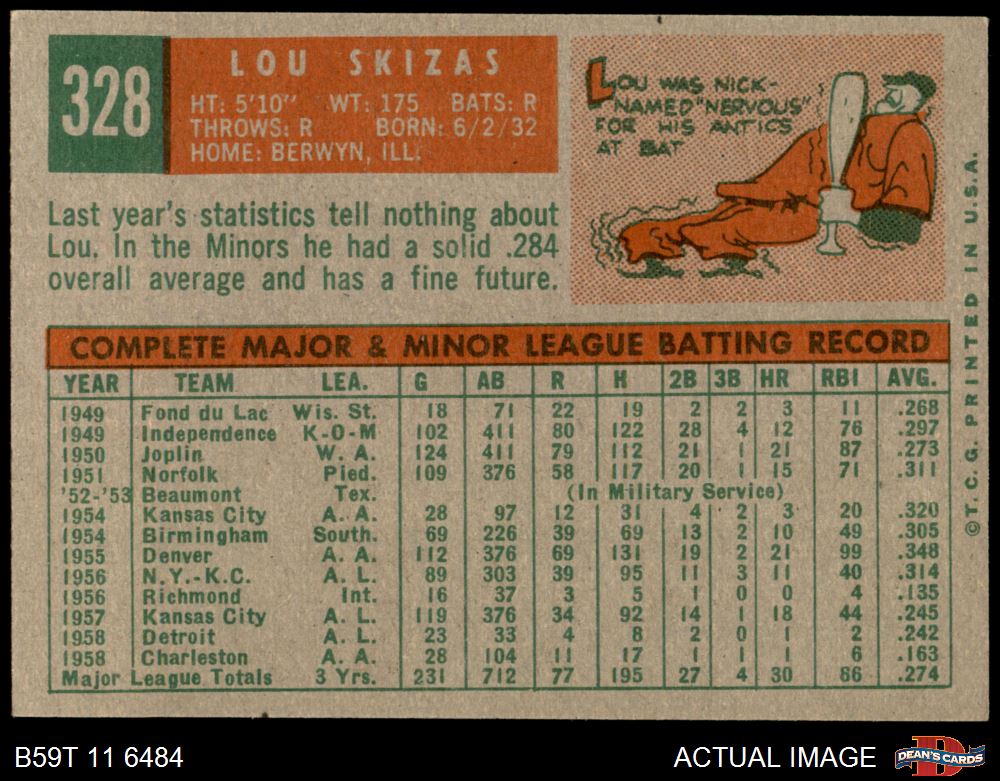 328
LOU SKIZAS
HT: 5'10" WT: 175 BATS: R
THROWS: R BORN: 6/2/32
HOME: BERWYN, ILL.
LOU WAS NICK-
NAMED "NERVOUS"
FOR HIS ANTICS
AT BAT
Last year's statistics tell nothing about
Lou. In the Minors he had a solid .284
overall average and has a fine future.
COMPLETE MAJOR & MINOR LEAGUE BATTING RECORD
YEAR TEAM LEA. G AB R H 2B 3B HR RBI AVG.
1949 Fond du Lac Wis. St. 18 71 22 19 2 2 3 11 .268
1949 Independence K-O-M 102 411 80 122 28 4 12 76 .297
1950 Joplin W. A. 124 411 79 112 21 1 21 87 .273
1951 Norfolk Pied. 109 376 58 117 20 1 15 71 .311
'52-'53 Beaumont Tex. (In Military Service)
1954 Kansas City A. A. 28 97 12 31 4 2 3 20 .320
1954 Birmingham South. 69 226 39 69 13 2 10 49 .305
1955 Denver A. A. 112 376 69 131 19 2 21 99 .348
1956 N.Y.-K.C. A. L. 89 303 39 95 11 3 11 40 .314
1956 Richmond Int. 16 37 3 5 1 0 0 4 .135
1957 Kansas City A. L. 119 376 34 92 14 1 18 44 .245
1958 Detroit A. L. 23 33 4 8 2 0 1 2 .242
1958 Charleston A. A. 28 104 11 17 1 1 1 6 .163
Major League Totals 3 Yrs. 231 712 77 195 27 4 30 86 .274
© T. C. G. PRINTED IN U.S.A.
B59T 11 6484
ACTUAL IMAGE
DEAN'S CARDS